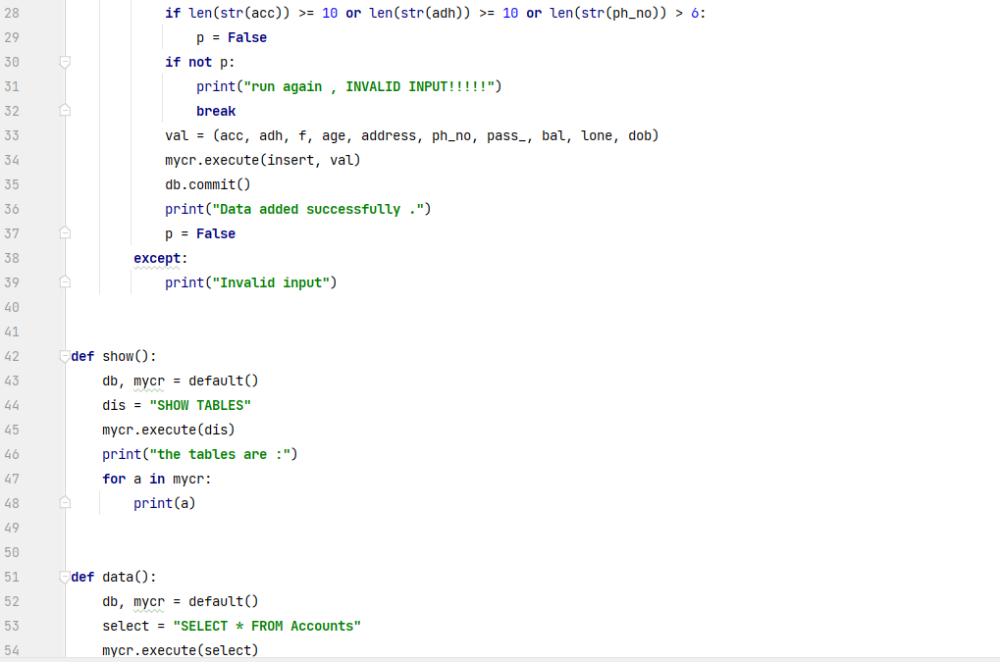 28 if len(str(acc)) >= 10 or len(str(adh)) >= 10 or len(str(ph_no)) > 6:
29 p = False
30 if not p:
31 print("run again , INVALID INPUT!!!!!")
32 break
33 val = (acc, adh, f, age, address, ph_no, pass_, bal, lone, dob)
34 mycr.execute(insert, val)
35 db.commit()
36 print("Data added successfully .")
37 p = False
38 except:
39 print("Invalid input")
40
41
42 def show():
43 db, mycr = default()
44 dis = "SHOW TABLES"
45 mycr.execute(dis)
46 print("the tables are :")
47 for a in mycr:
48 print(a)
49
50
51 def data():
52 db, mycr = default()
53 select = "SELECT * FROM Accounts"
54 mycr.execute(select)